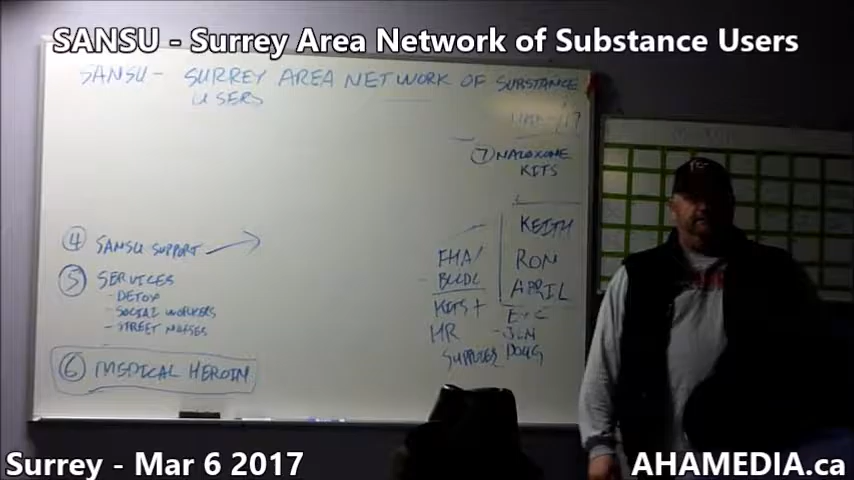 SANSU - Surrey Area Network of Substance Users
SANSU - SURREY AREA NETWORK OF SUBSTANCE
USERS
⑦ NALOXONE
KITS
④ SANSU SUPPORT →
⑤ SERVICES
- DETOX
- SOCIAL WORKERS
- STREET NURSES
⑥ MEDICAL HEROIN
FHA/
KITS +
HR
SUPPLIES
KEITH
RON
APRIL
- JEN
DOUG
Surrey - Mar 6 2017
AHAMEDIA.ca